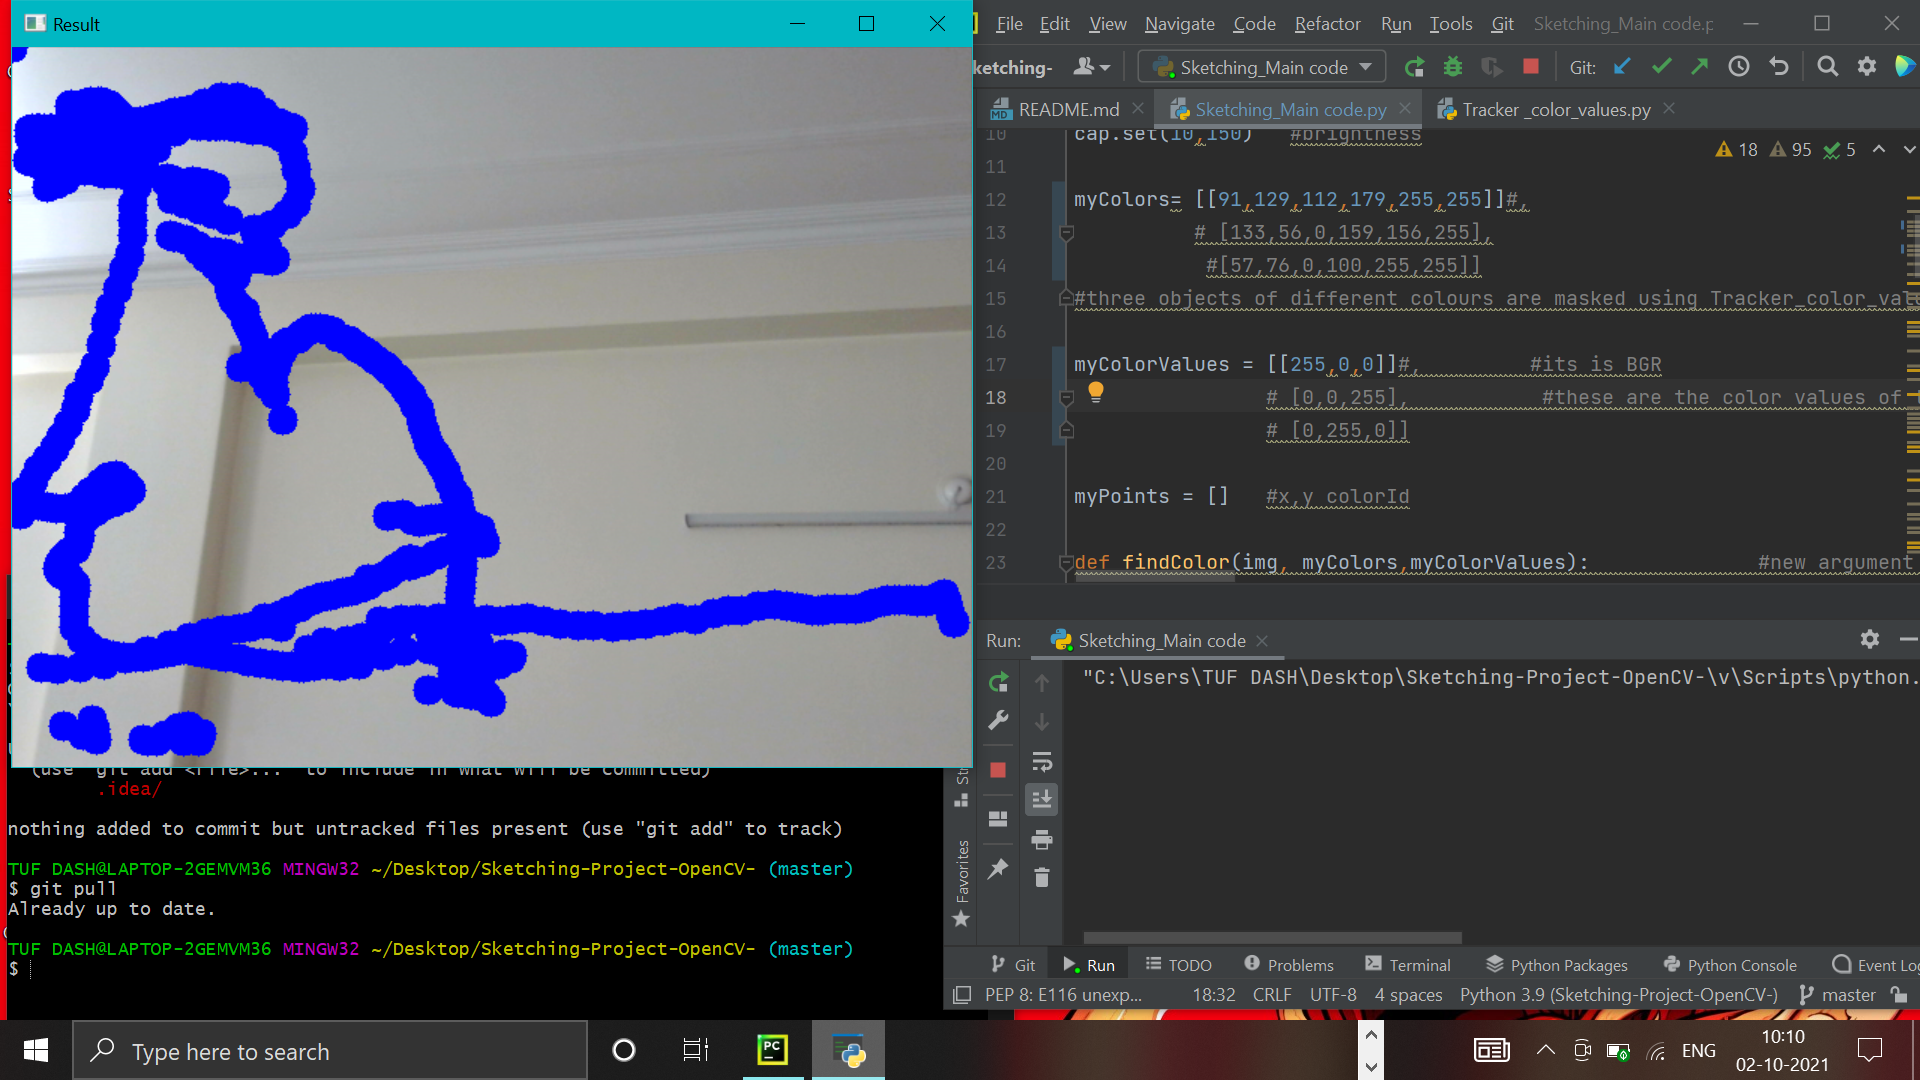 Result
File Edit View Navigate Code Refactor Run Tools Git Sketching_Main code.p
ketching- Sketching_Main code Git:
README.md Sketching_Main code.py Tracker _color_values.py
10 cap.set(10,150) #brightness
18 95 5
11
12 myColors= [[91,129,112,179,255,255]]#,
13 # [133,56,0,159,156,255],
14 #[57,76,0,100,255,255]]
15 #three objects of different colours are masked using Tracker_color_val
16
17 myColorValues = [[255,0,0]]#, #its is BGR
18 # [0,0,255], #these are the color values of
19 # [0,255,0]]
20
21 myPoints = [] #x,y colorId
22
23 def findColor(img, myColors,myColorValues): #new argument
Run: Sketching_Main code
"C:\Users\TUF DASH\Desktop\Sketching-Project-OpenCV-\v\Scripts\python.
(use "git add <file>..." to include in what will be committed)
.idea/
nothing added to commit but untracked files present (use "git add" to track)
TUF DASH@LAPTOP-2GEMVM36 MINGW32 ~/Desktop/Sketching-Project-OpenCV- (master)
$ git pull
Already up to date.
TUF DASH@LAPTOP-2GEMVM36 MINGW32 ~/Desktop/Sketching-Project-OpenCV- (master)
$
Favorites
Git Run TODO Problems Terminal Python Packages Python Console Event Log
PEP 8: E116 unexp... 18:32 CRLF UTF-8 4 spaces Python 3.9 (Sketching-Project-OpenCV-) master
Type here to search
PC
ENG
10:10
02-10-2021